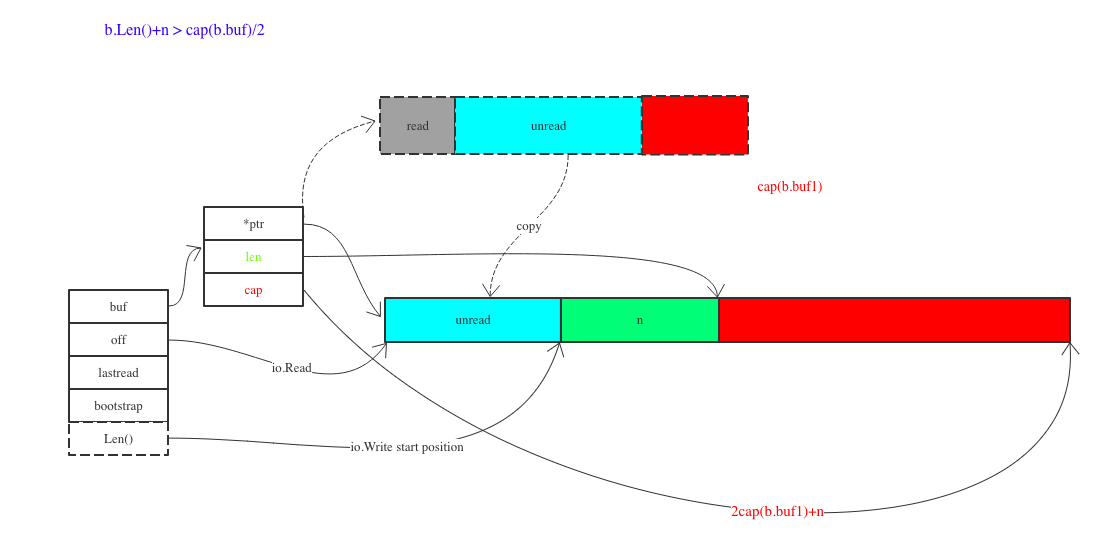 b.Len()+n > cap(b.buf)/2
read
unread
cap(b.buf1)
*ptr
copy
len
cap
buf
unread
n
off
io.Read
lastread
bootstrap
Len()
io.Write start position
2cap(b.buf1)+n